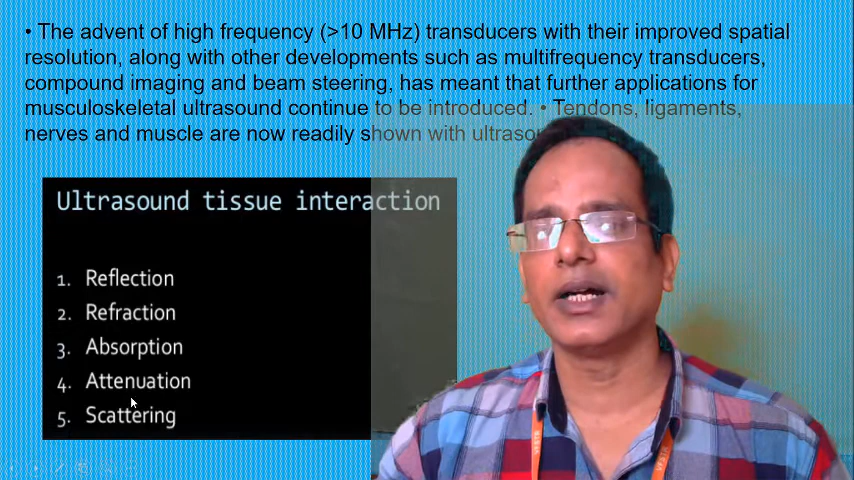 • The advent of high frequency (>10 MHz) transducers with their improved spatial
resolution, along with other developments such as multifrequency transducers,
compound imaging and beam steering, has meant that further applications for
musculoskeletal ultrasound continue to be introduced. • Tendons, ligaments,
nerves and muscle are now readily shown with
Ultrasound tissue interaction
1. Reflection
2. Refraction
3. Absorption
4. Attenuation
5. Scattering